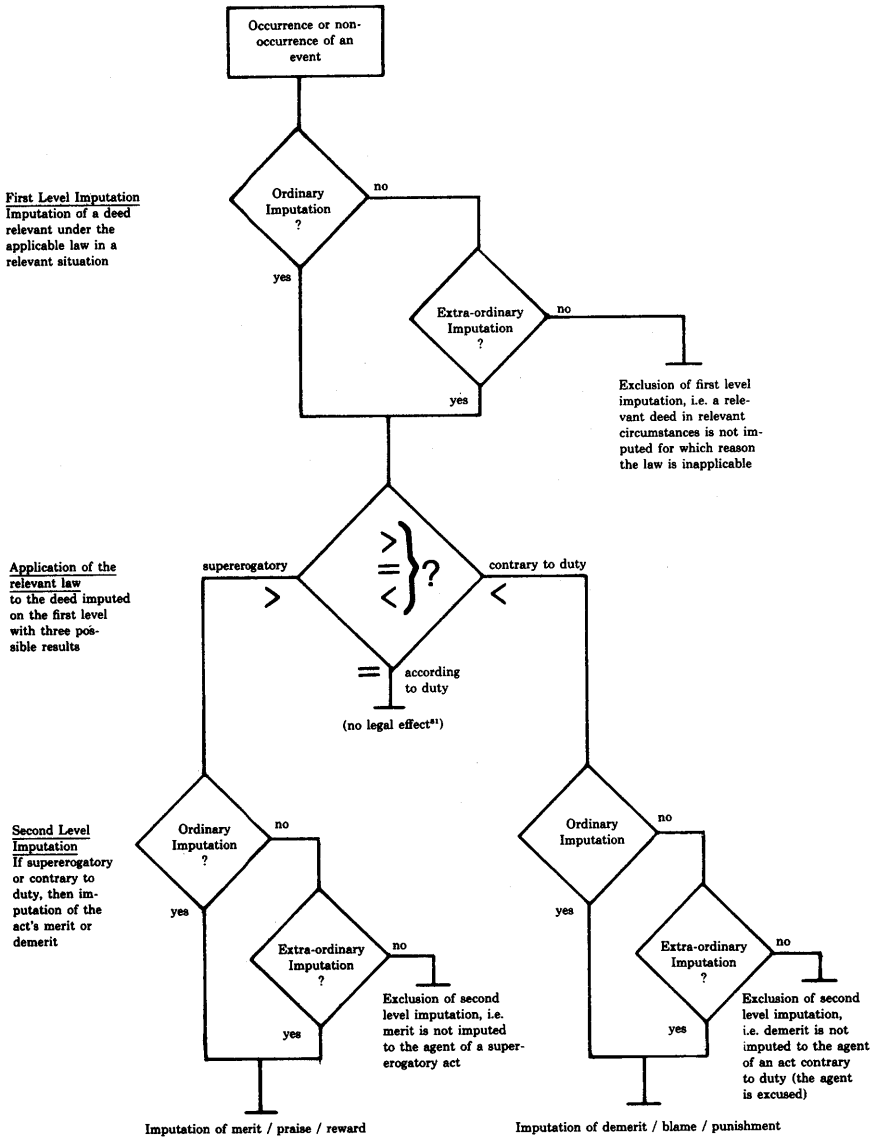 Occurrence or non-
occurrence of an
event
First Level Imputation
Imputation of a deed
relevant under the
applicable law in a
relevant situation
Ordinary
Imputation
?
no
yes
Extra-ordinary
Imputation
?
no
yes
Exclusion of first level
imputation, i.e. a rele-
vant deed in relevant
circumstances is not im-
puted for which reason
the law is inapplicable
Application of the
relevant law
to the deed imputed
on the first level
with three pos-
sible results
supererogatory
>
>
=
<
} ?
contrary to duty
<
=
according
to duty
(no legal effect⁸¹)
Second Level
Imputation
If supererogatory
or contrary to
duty, then im-
putation of the
act's merit or
demerit
Ordinary
Imputation
?
no
yes
Extra-ordinary
Imputation
?
no
yes
Exclusion of second
level imputation, i.e.
merit is not imputed
to the agent of a super-
erogatory act
Imputation of merit / praise / reward
Ordinary
Imputation
no
yes
Extra-ordinary
Imputation
?
no
yes
Exclusion of second
level imputation,
i.e. demerit is not
imputed to the agent
of an act contrary
to duty (the agent
is excused)
Imputation of demerit / blame / punishment